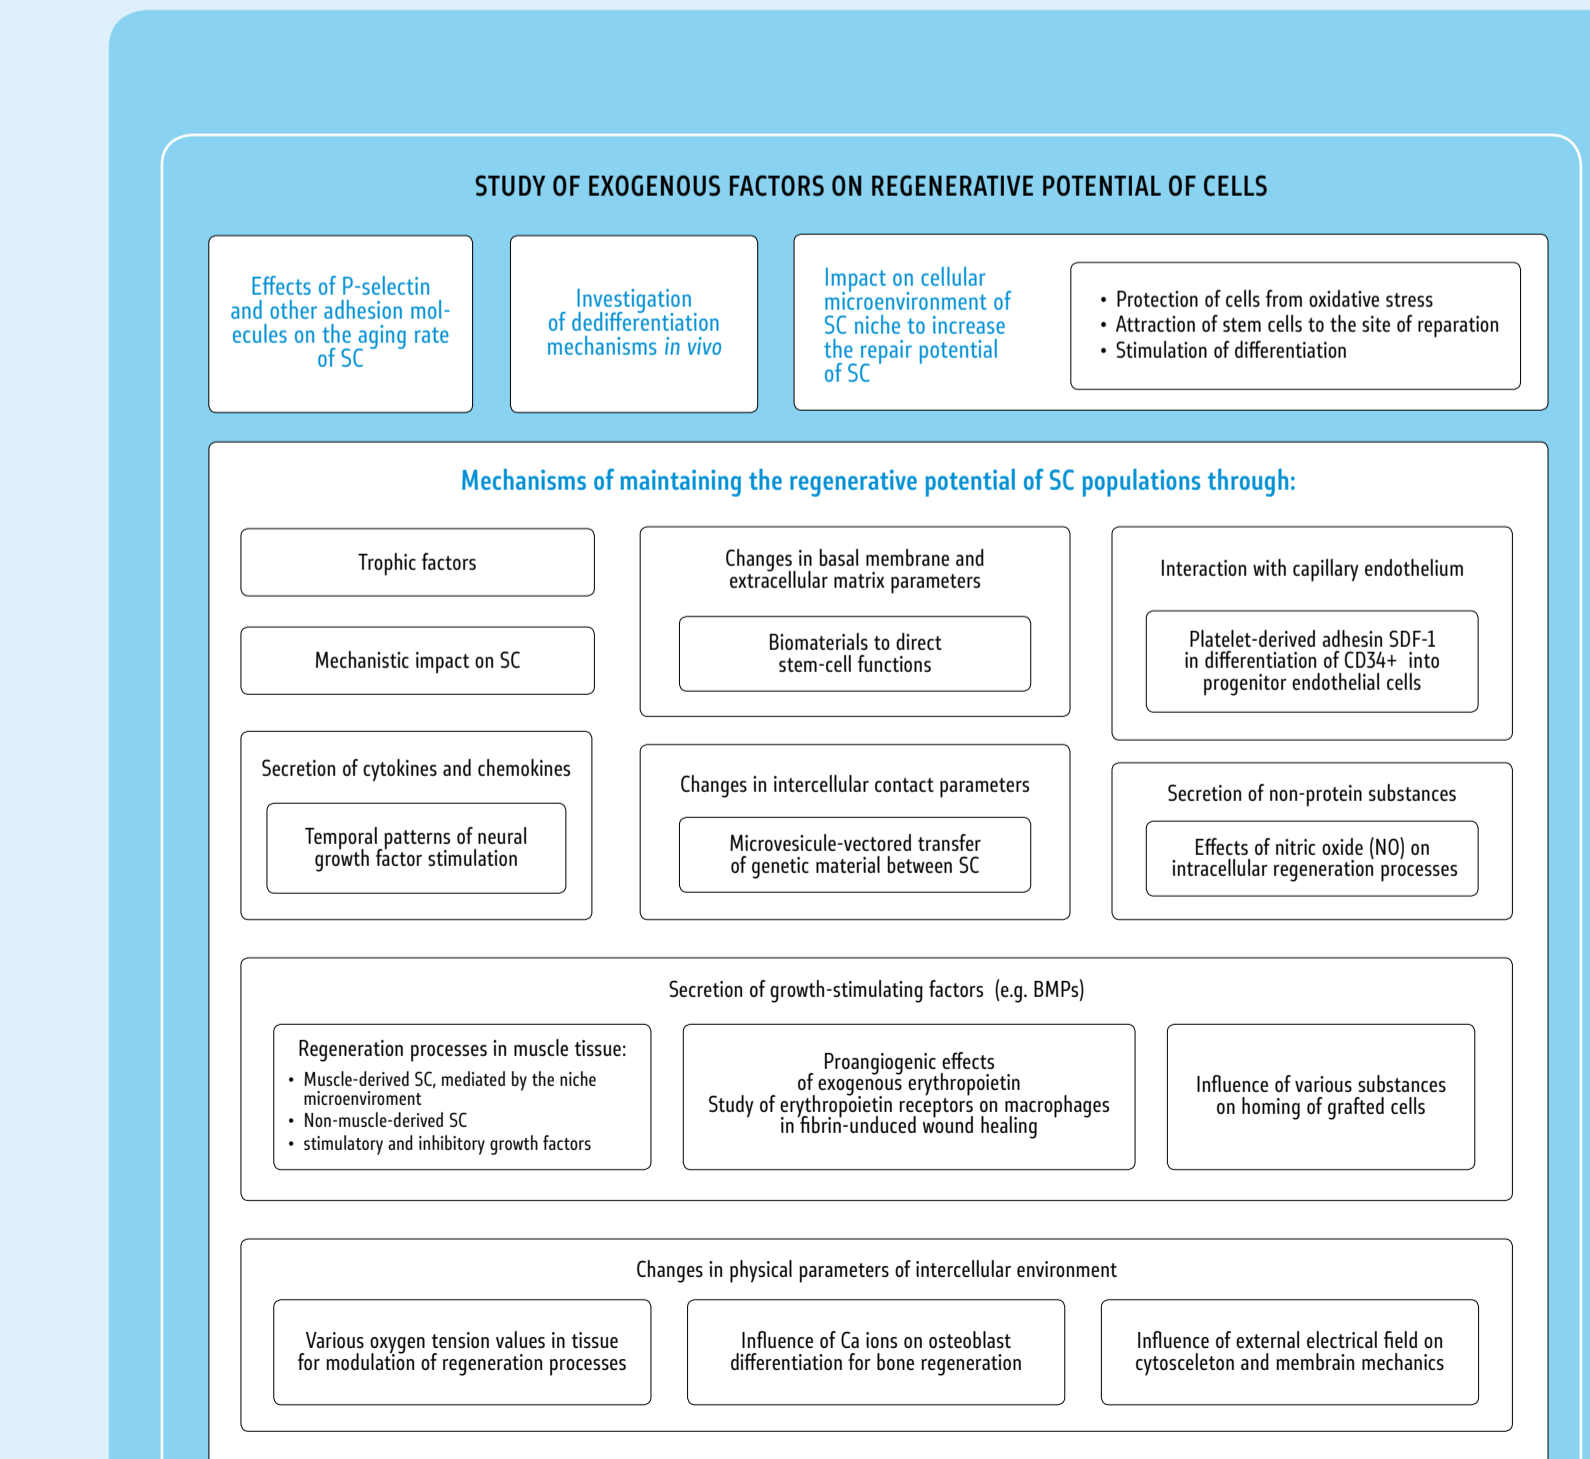 STUDY OF EXOGENOUS FACTORS ON REGENERATIVE POTENTIAL OF CELLS
Effects of P-selectin
and other adhesion mol-
ecules on the aging rate
of SC
Investigation
of dedifferentiation
mechanisms in vivo
Impact on cellular
microenvironment of
SC niche to increase
the repair potential
of SC
• Protection of cells from oxidative stress
• Attraction of stem cells to the site of reparation
• Stimulation of differentiation
Mechanisms of maintaining the regenerative potential of SC populations through:
Trophic factors
Mechanistic impact on SC
Changes in basal membrane and
extracellular matrix parameters
Biomaterials to direct
stem-cell functions
Interaction with capillary endothelium
Platelet-derived adhesin SDF-1
in differentiation of CD34+ into
progenitor endothelial cells
Secretion of cytokines and chemokines
Temporal patterns of neural
growth factor stimulation
Changes in intercellular contact parameters
Microvesicule-vectored transfer
of genetic material between SC
Secretion of non-protein substances
Effects of nitric oxide (NO) on
intracellular regeneration processes
Secretion of growth-stimulating factors (e.g. BMPs)
Regeneration processes in muscle tissue:
• Muscle-derived SC, mediated by the niche
microenviroment
• Non-muscle-derived SC
• stimulatory and inhibitory growth factors
Proangiogenic effects
of exogenous erythropoietin
Study of erythropoietin receptors on macrophages
in fibrin-unduced wound healing
Influence of various substances
on homing of grafted cells
Changes in physical parameters of intercellular environment
Various oxygen tension values in tissue
for modulation of regeneration processes
Influence of Ca ions on osteoblast
differentiation for bone regeneration
Influence of external electrical field on
cytosceleton and membrain mechanics